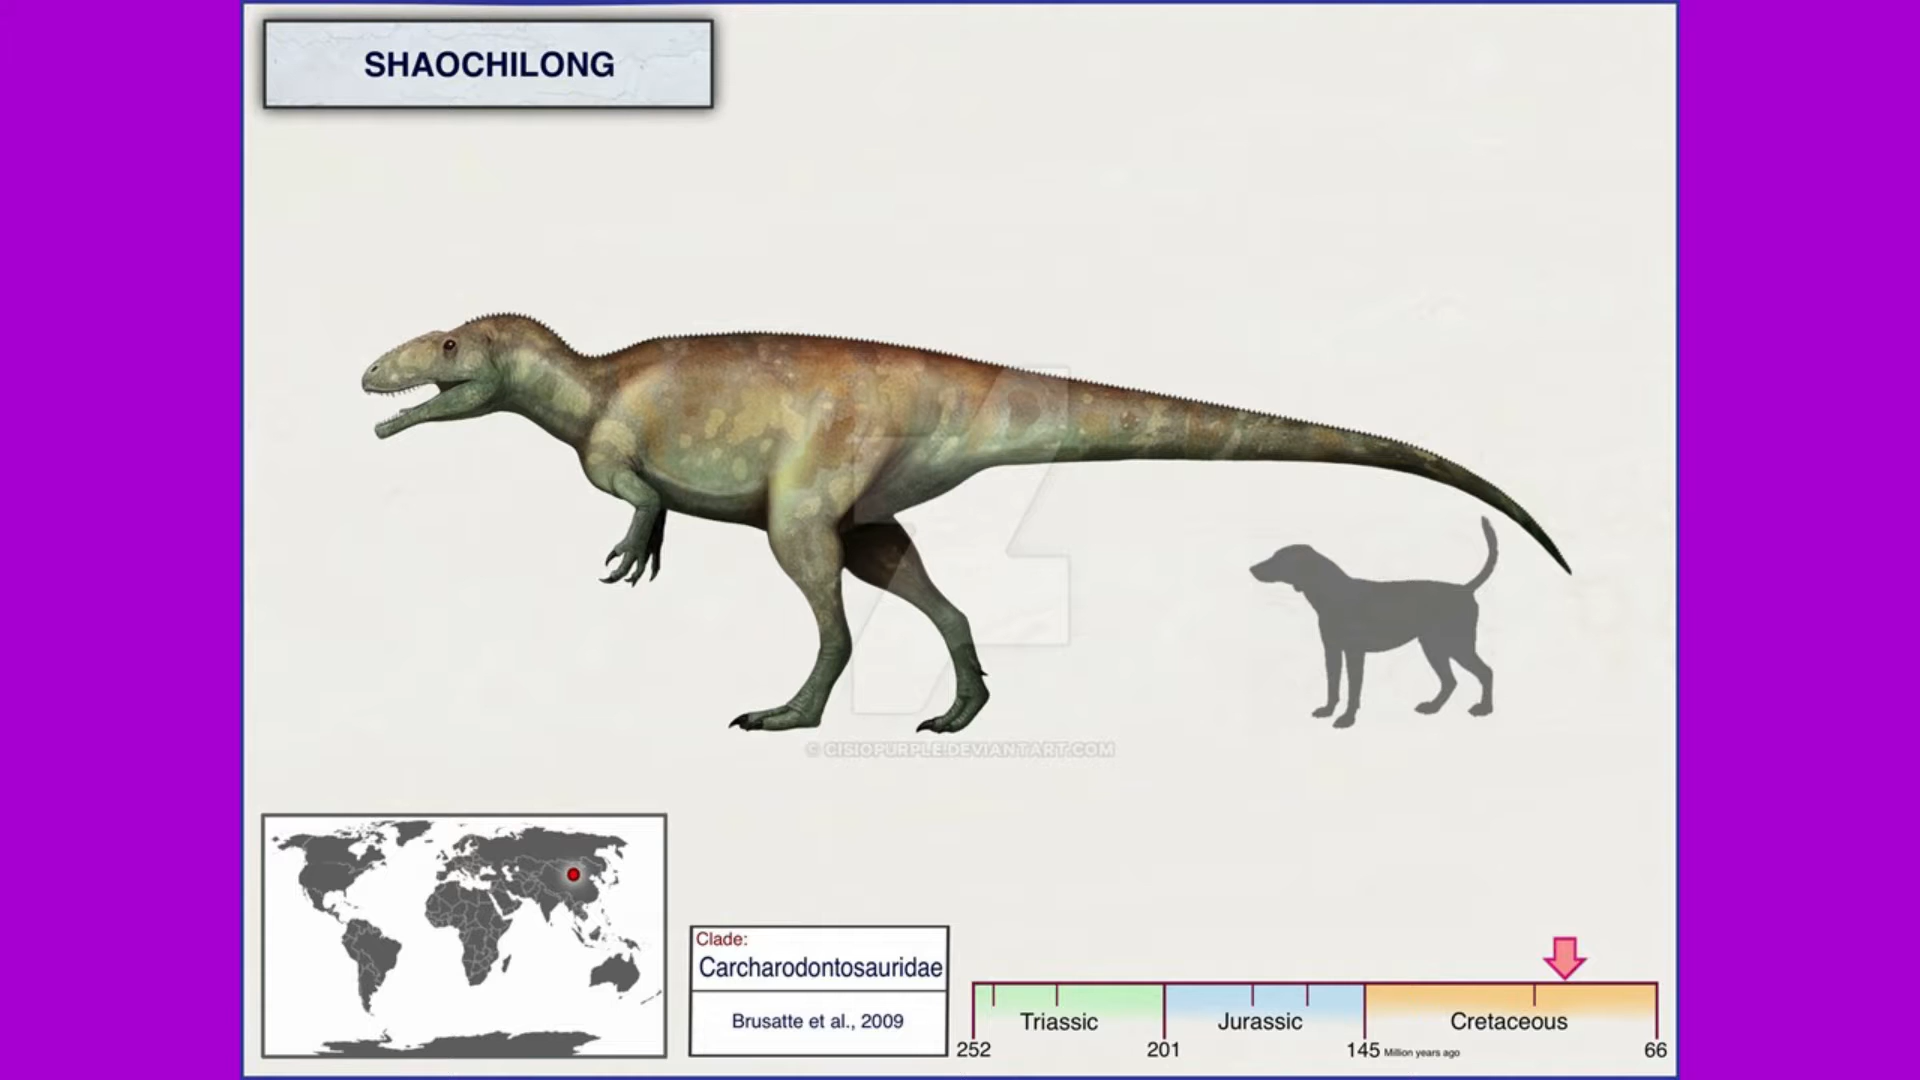 SHAOCHILONG
© CISIOPURPLE.DEVIANTART.COM
Clade:
Carcharodontosauridae
Brusatte et al., 2009
Triassic
Jurassic
Cretaceous
252
201
145 Million years ago
66